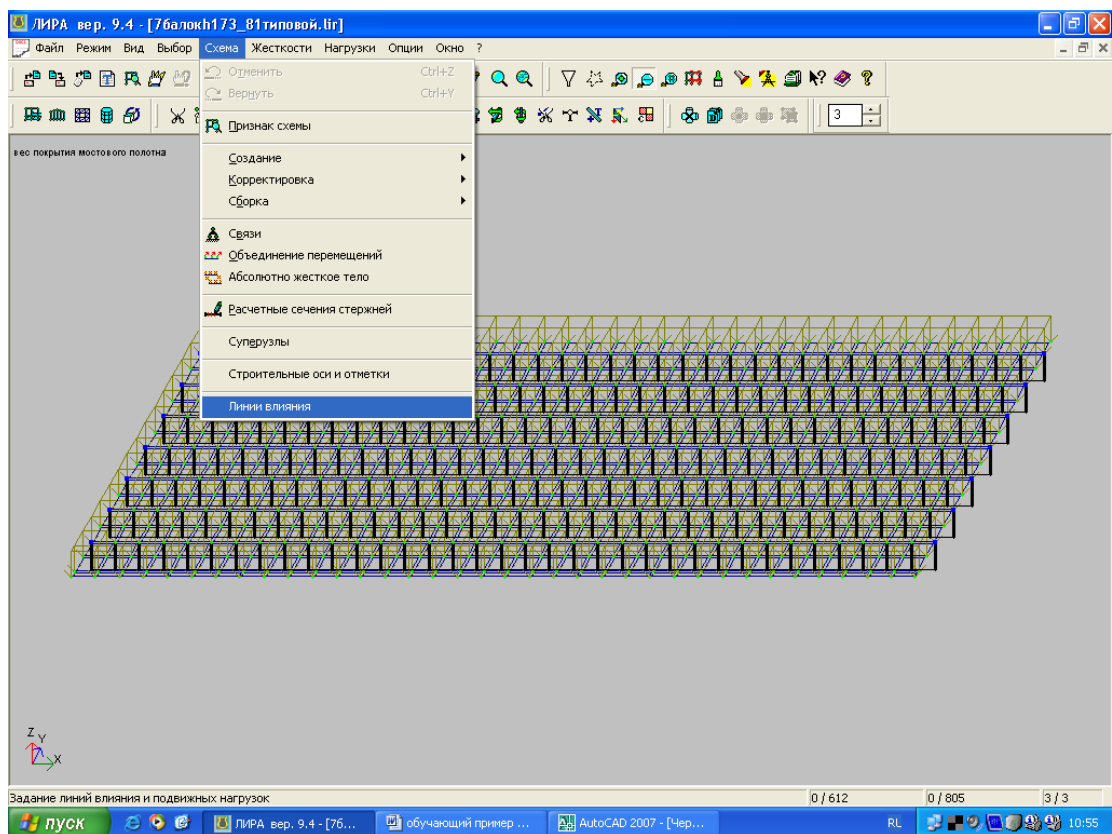 ЛИРА вер. 9.4 - [7балокh173_81типовой.lir]
Файл Режим Вид Выбор Схема Жесткости Нагрузки Опции Окно ?
Отменить Ctrl+Z
Вернуть Ctrl+Y
3
Признак схемы
вес покрытия мостового полотна
Создание
Корректировка
Сборка
Связи
Объединение перемещений
Абсолютно жесткое тело
Расчетные сечения стержней
Суперузлы
Строительные оси и отметки
Линии влияния
Z
Y
X
Задание линий влияния и подвижных нагрузок 0 / 612 0 / 805 3 / 3
пуск ЛИРА вер. 9.4 - [7б... обучающий пример ... AutoCAD 2007 - [Чер... RL 10:55